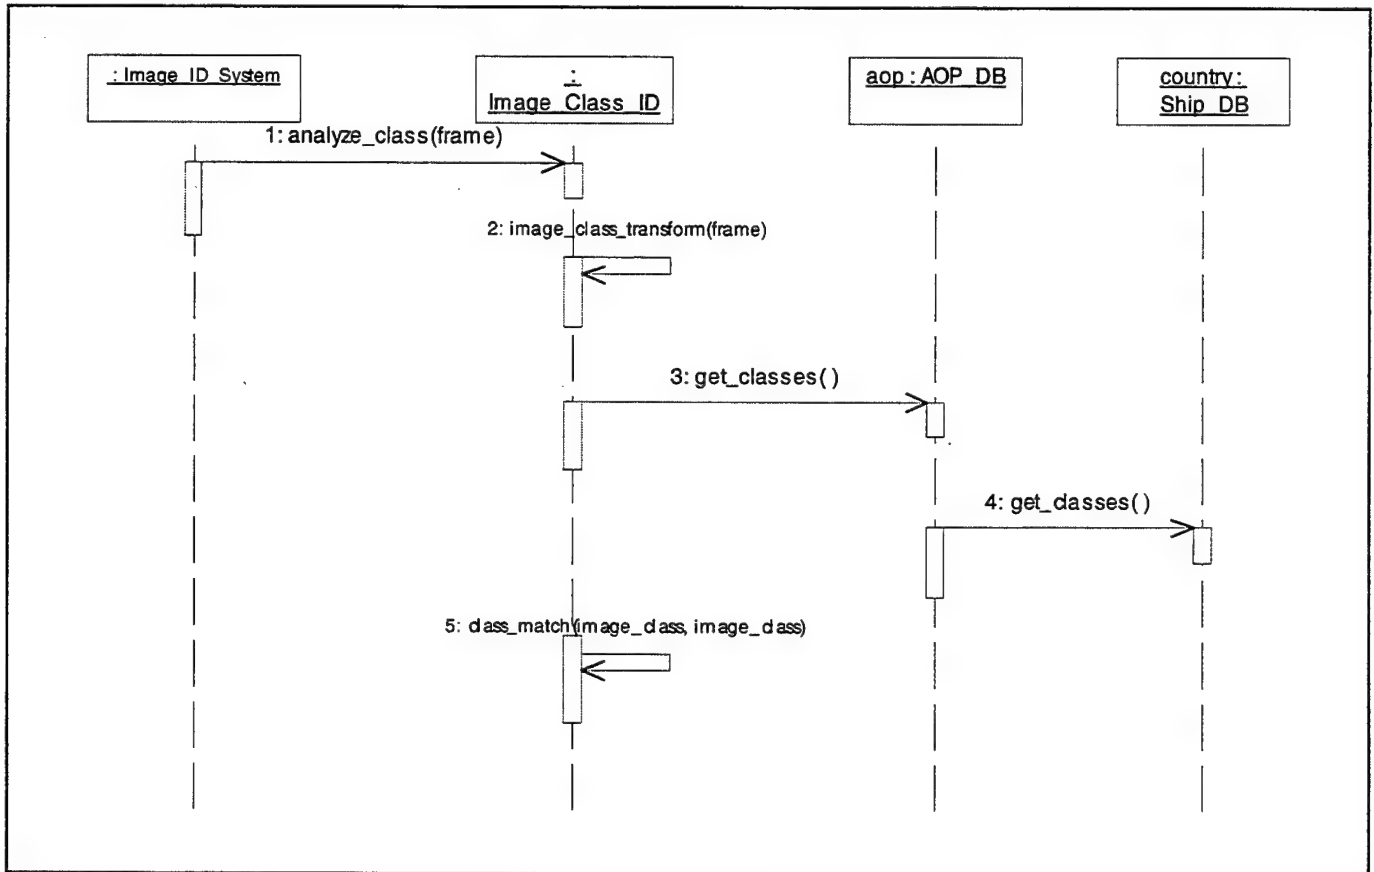 : Image_ID_System
:
Image_Class_ID
aop : AOP_DB
country :
Ship_DB
1: analyze_class(frame)
2: image_class_transform(frame)
3: get_classes( )
4: get_classes( )
5: class_match(image_class, image_class)